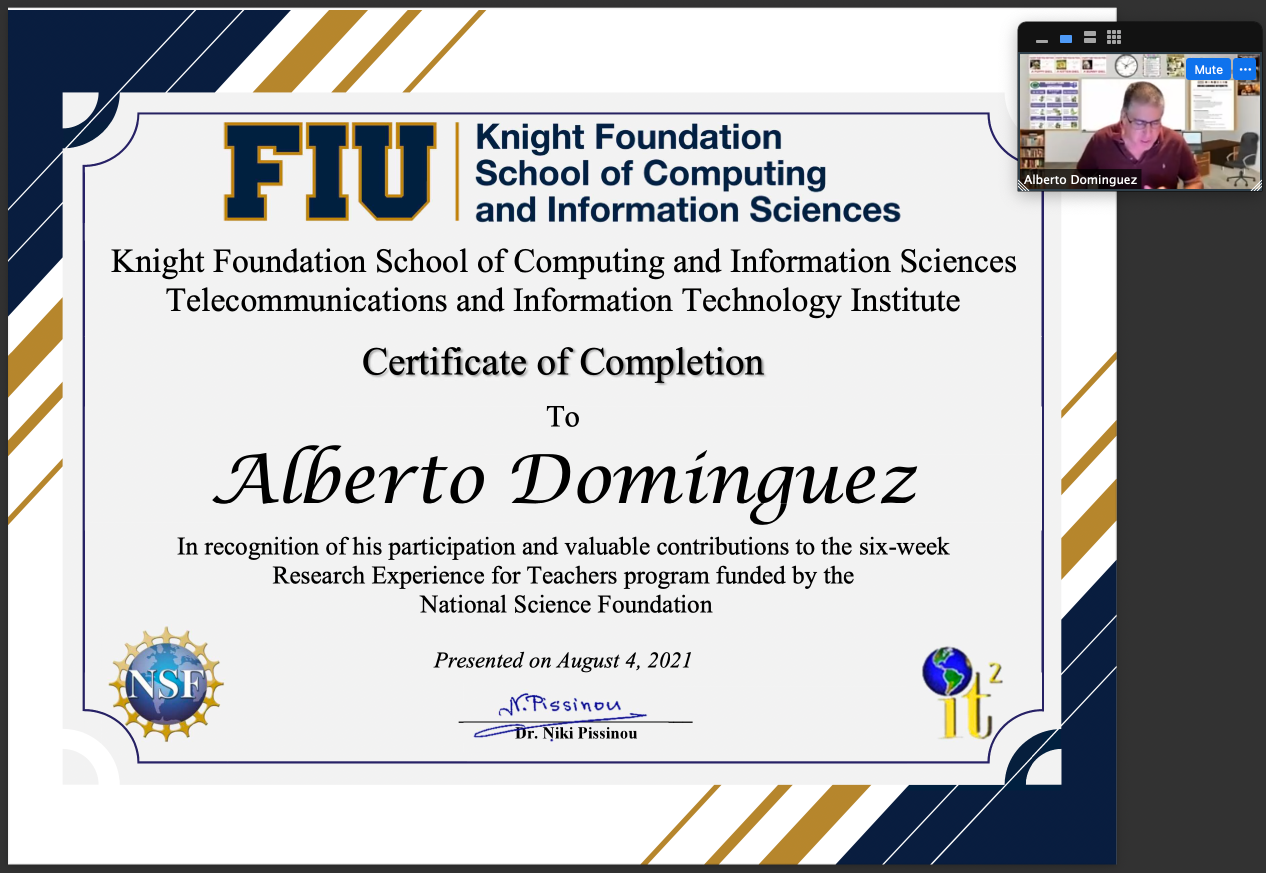 FIU
Knight Foundation
School of Computing
and Information Sciences
Knight Foundation School of Computing and Information Sciences
Telecommunications and Information Technology Institute
Certificate of Completion
To
Alberto Dominguez
In recognition of his participation and valuable contributions to the six-week
Research Experience for Teachers program funded by the
National Science Foundation
Presented on August 4, 2021
N. Pissinou
Dr. Niki Pissinou
NSF
it2
Mute
Alberto Dominguez